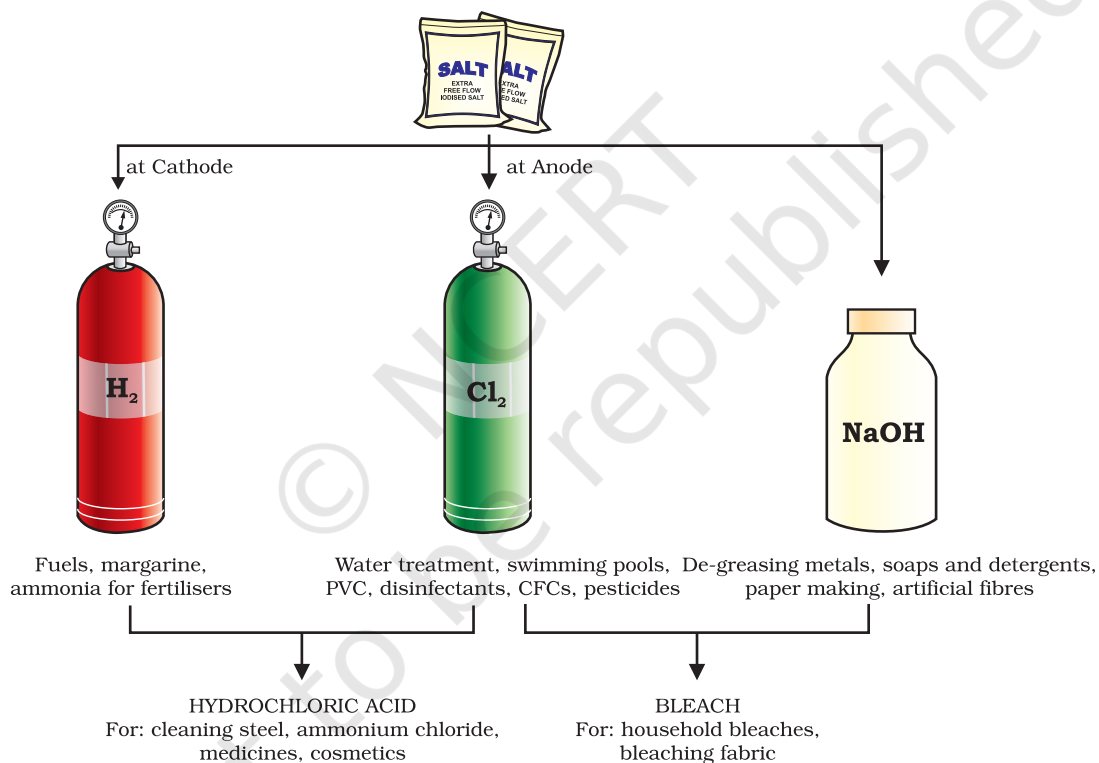 SALT
EXTRA
FREE FLOW
IODISED SALT
ALT
EXTRA
E FLOW
ED SALT
at Cathode
at Anode
H₂
Cl₂
NaOH
Fuels, margarine,
ammonia for fertilisers
Water treatment, swimming pools,
PVC, disinfectants, CFCs, pesticides
De-greasing metals, soaps and detergents,
paper making, artificial fibres
HYDROCHLORIC ACID
For: cleaning steel, ammonium chloride,
medicines, cosmetics
BLEACH
For: household bleaches,
bleaching fabric
© NCERT
to be republished